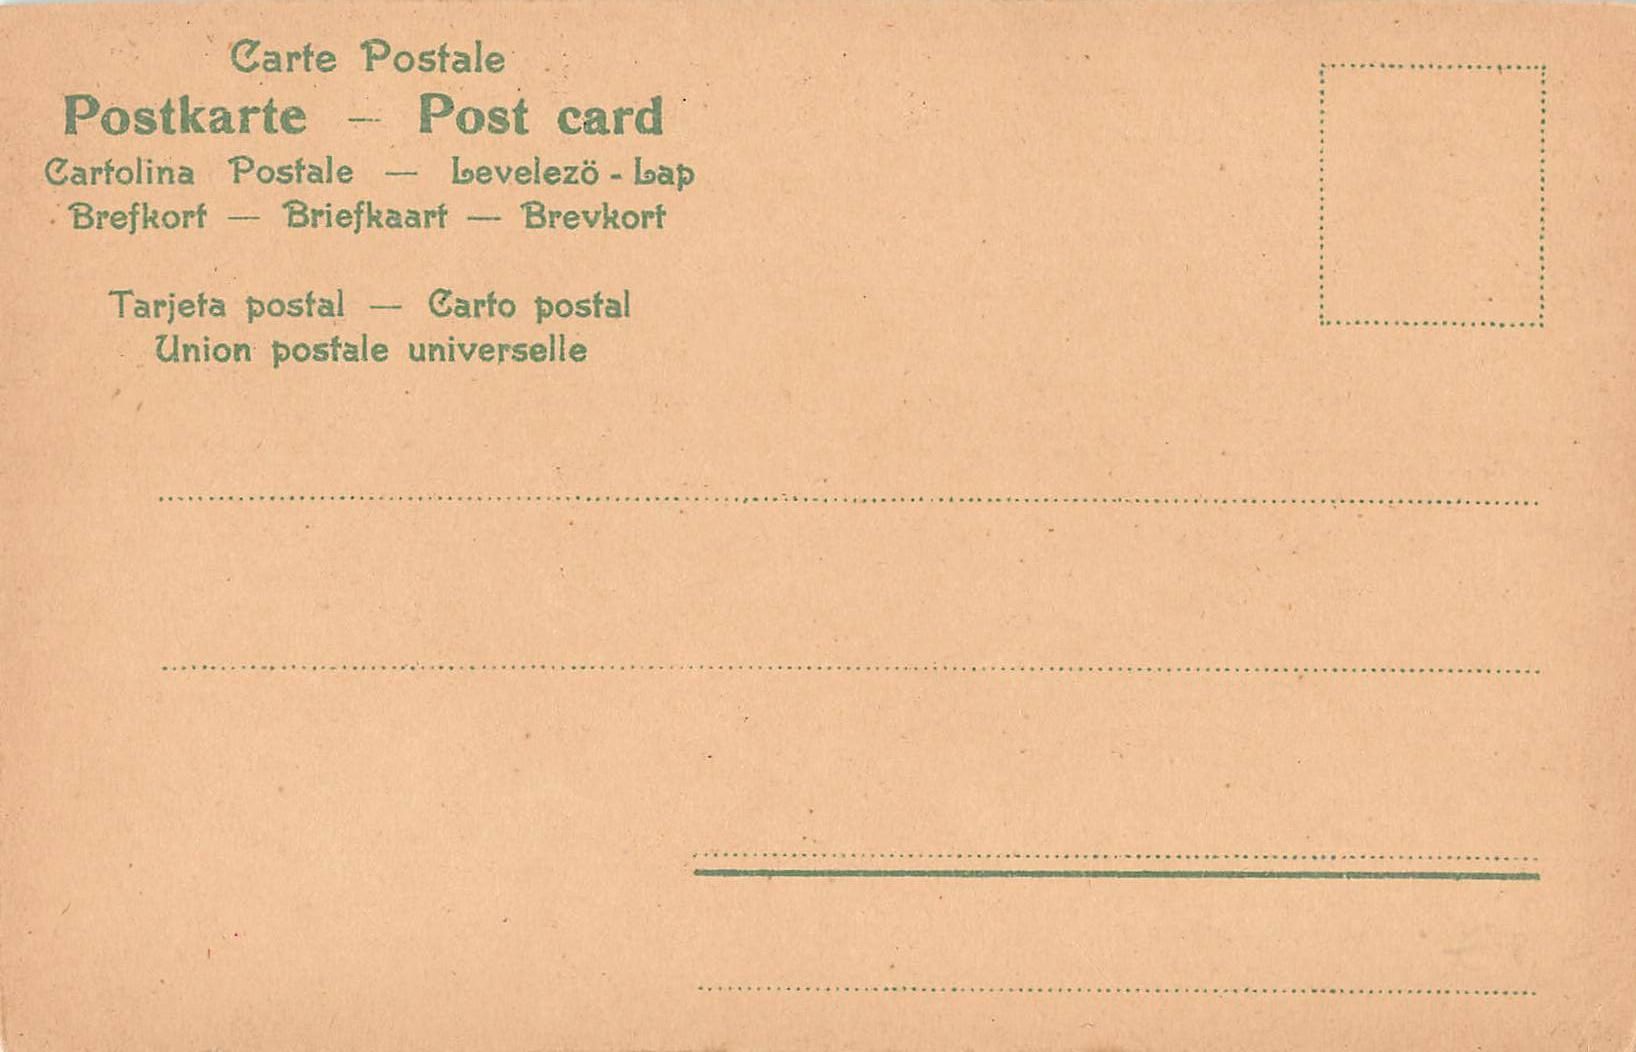 Carte Postale
Postkarte — Post card
Cartolina Postale — Levelezö - Lap
Brefkort — Briefkaart — Brevkort
Tarjeta postal — Carto postal
Union postale universelle